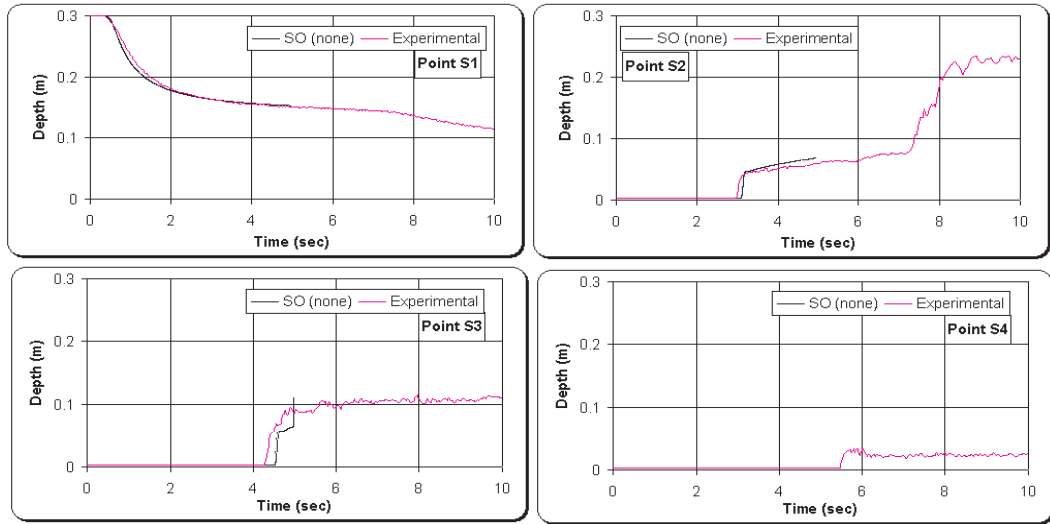 0.3
0.2
0.1
0
Depth (m)
SO (none) Experimental
Point S1
0 2 4 6 8 10
Time (sec)
0.3
0.2
0.1
0
Depth (m)
SO (none) Experimental
Point S2
0 2 4 6 8 10
Time (sec)
0.3
0.2
0.1
0
Depth (m)
SO (none) Experimental
Point S3
0 2 4 6 8 10
Time (sec)
0.3
0.2
0.1
0
Depth (m)
SO (none) Experimental
Point S4
0 2 4 6 8 10
Time (sec)